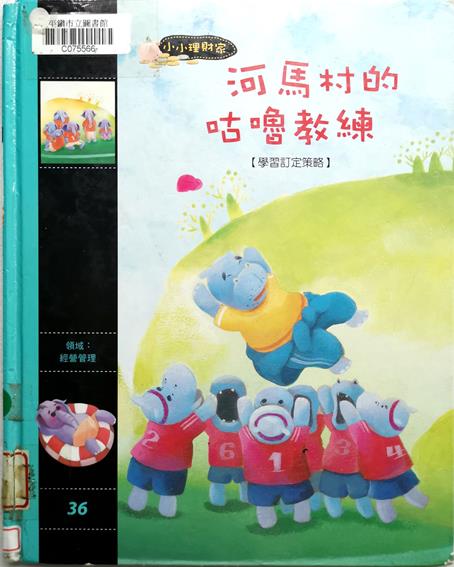 平鎮市立圖書館
C075566
小小理財家
河馬村的
咕嚕教練
【學習訂定策略】
領域：
經營管理
36
2
6
1
3
4